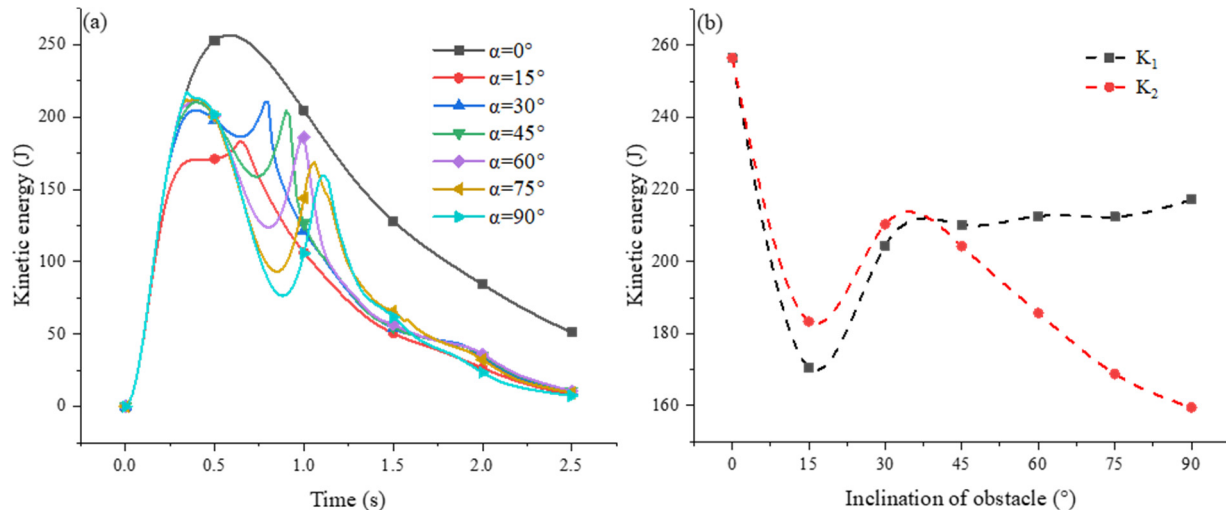 (a)
Kinetic energy (J)
250
200
150
100
50
0
0.0 0.5 1.0 1.5 2.0 2.5
Time (s)
α=0°
α=15°
α=30°
α=45°
α=60°
α=75°
α=90°
(b)
Kinetic energy (J)
260
240
220
200
180
160
0 15 30 45 60 75 90
Inclination of obstacle (°)
K₁
K₂